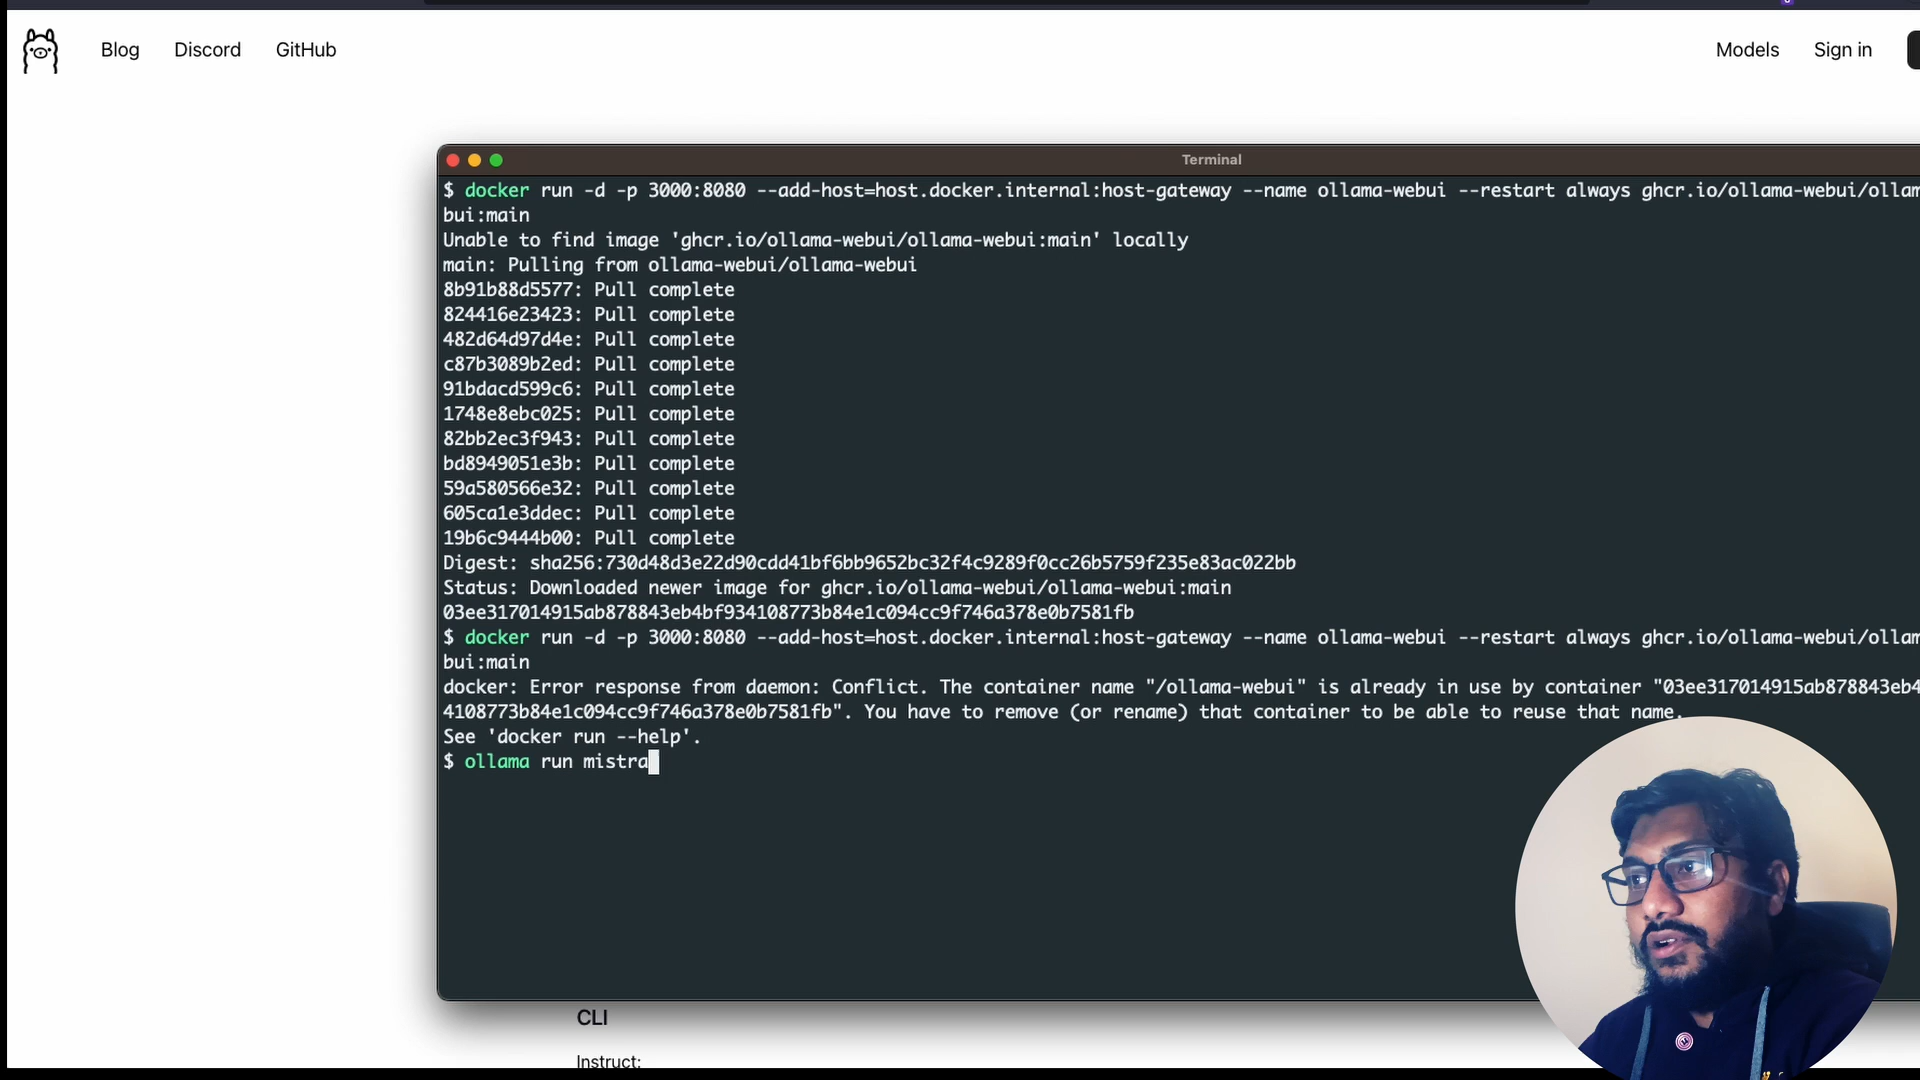 Blog Discord GitHub Models Sign in
Terminal
$ docker run -d -p 3000:8080 --add-host=host.docker.internal:host-gateway --name ollama-webui --restart always ghcr.io/ollama-webui/ollam
bui:main
Unable to find image 'ghcr.io/ollama-webui/ollama-webui:main' locally
main: Pulling from ollama-webui/ollama-webui
8b91b88d5577: Pull complete
824416e23423: Pull complete
482d64d97d4e: Pull complete
c87b3089b2ed: Pull complete
91bdacd599c6: Pull complete
1748e8ebc025: Pull complete
82bb2ec3f943: Pull complete
bd8949051e3b: Pull complete
59a580566e32: Pull complete
605ca1e3ddec: Pull complete
19b6c9444b00: Pull complete
Digest: sha256:730d48d3e22d90cdd41bf6bb9652bc32f4c9289f0cc26b5759f235e83ac022bb
Status: Downloaded newer image for ghcr.io/ollama-webui/ollama-webui:main
03ee317014915ab878843eb4bf934108773b84e1c094cc9f746a378e0b7581fb
$ docker run -d -p 3000:8080 --add-host=host.docker.internal:host-gateway --name ollama-webui --restart always ghcr.io/ollama-webui/ollam
bui:main
docker: Error response from daemon: Conflict. The container name "/ollama-webui" is already in use by container "03ee317014915ab878843eb4
4108773b84e1c094cc9f746a378e0b7581fb". You have to remove (or rename) that container to be able to reuse that name.
See 'docker run --help'.
$ ollama run mistra
CLI
Instruct: